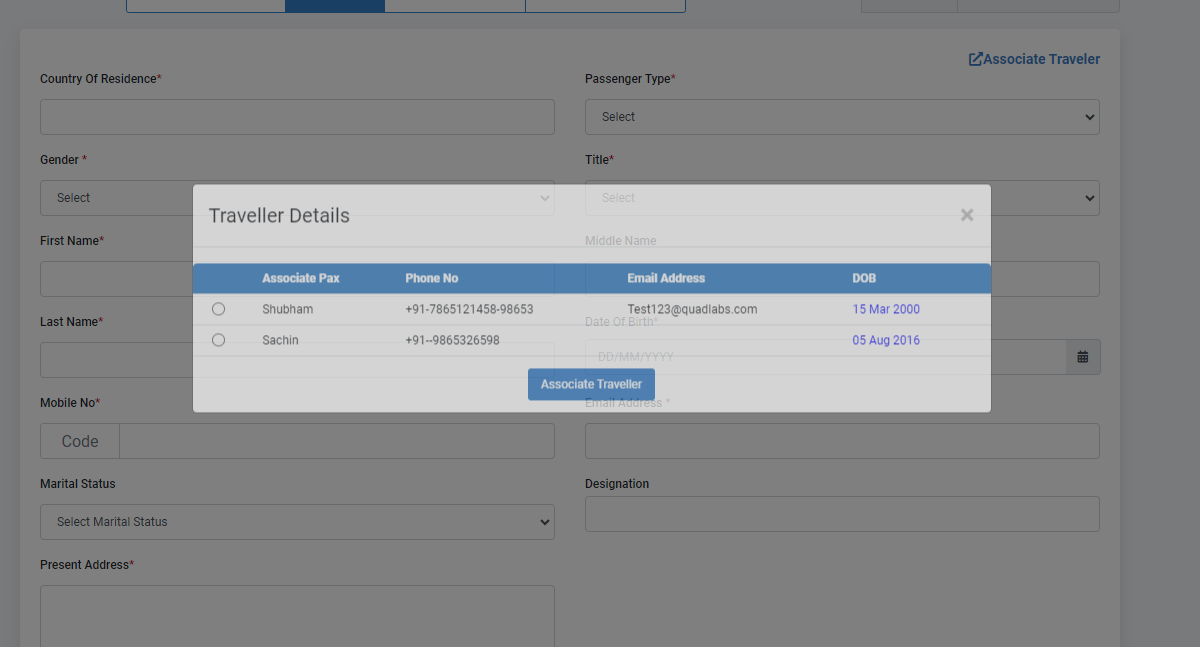 Associate Traveler
Country Of Residence* Passenger Type*
Select
Gender * Title*
Select Select
Traveller Details ×
First Name* Middle Name
Associate Pax Phone No Email Address DOB
Shubham +91-7865121458-98653 Test123@quadlabs.com 15 Mar 2000
Last Name* Date Of Birth*
Sachin +91--9865326598 05 Aug 2016
DD/MM/YYYY
Associate Traveller
Mobile No* Email Address *
Code
Marital Status Designation
Select Marital Status
Present Address*